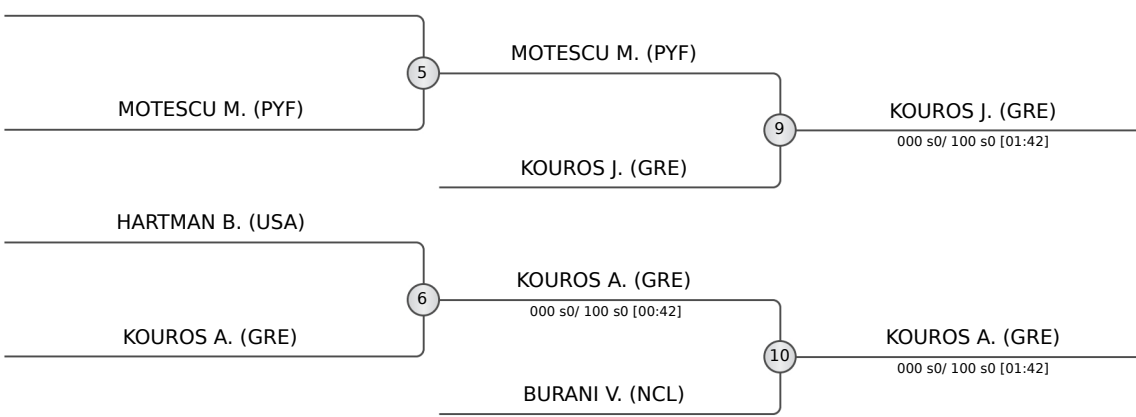 MOTESCU M. (PYF)
5
MOTESCU M. (PYF)
KOUROS J. (GRE)
9
KOUROS J. (GRE)
000 s0/ 100 s0 [01:42]
HARTMAN B. (USA)
KOUROS A. (GRE)
6
KOUROS A. (GRE)
000 s0/ 100 s0 [00:42]
BURANI V. (NCL)
10
KOUROS A. (GRE)
000 s0/ 100 s0 [01:42]